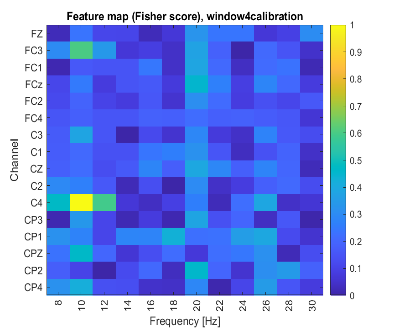 Feature map (Fisher score), window4calibration
Channel
FZ
FC3
FC1
FCz
FC2
FC4
C3
C1
CZ
C2
C4
CP3
CP1
CPZ
CP2
CP4
8 10 12 14 16 18 20 22 24 26 28 30
Frequency [Hz]
1
0.9
0.8
0.7
0.6
0.5
0.4
0.3
0.2
0.1
0